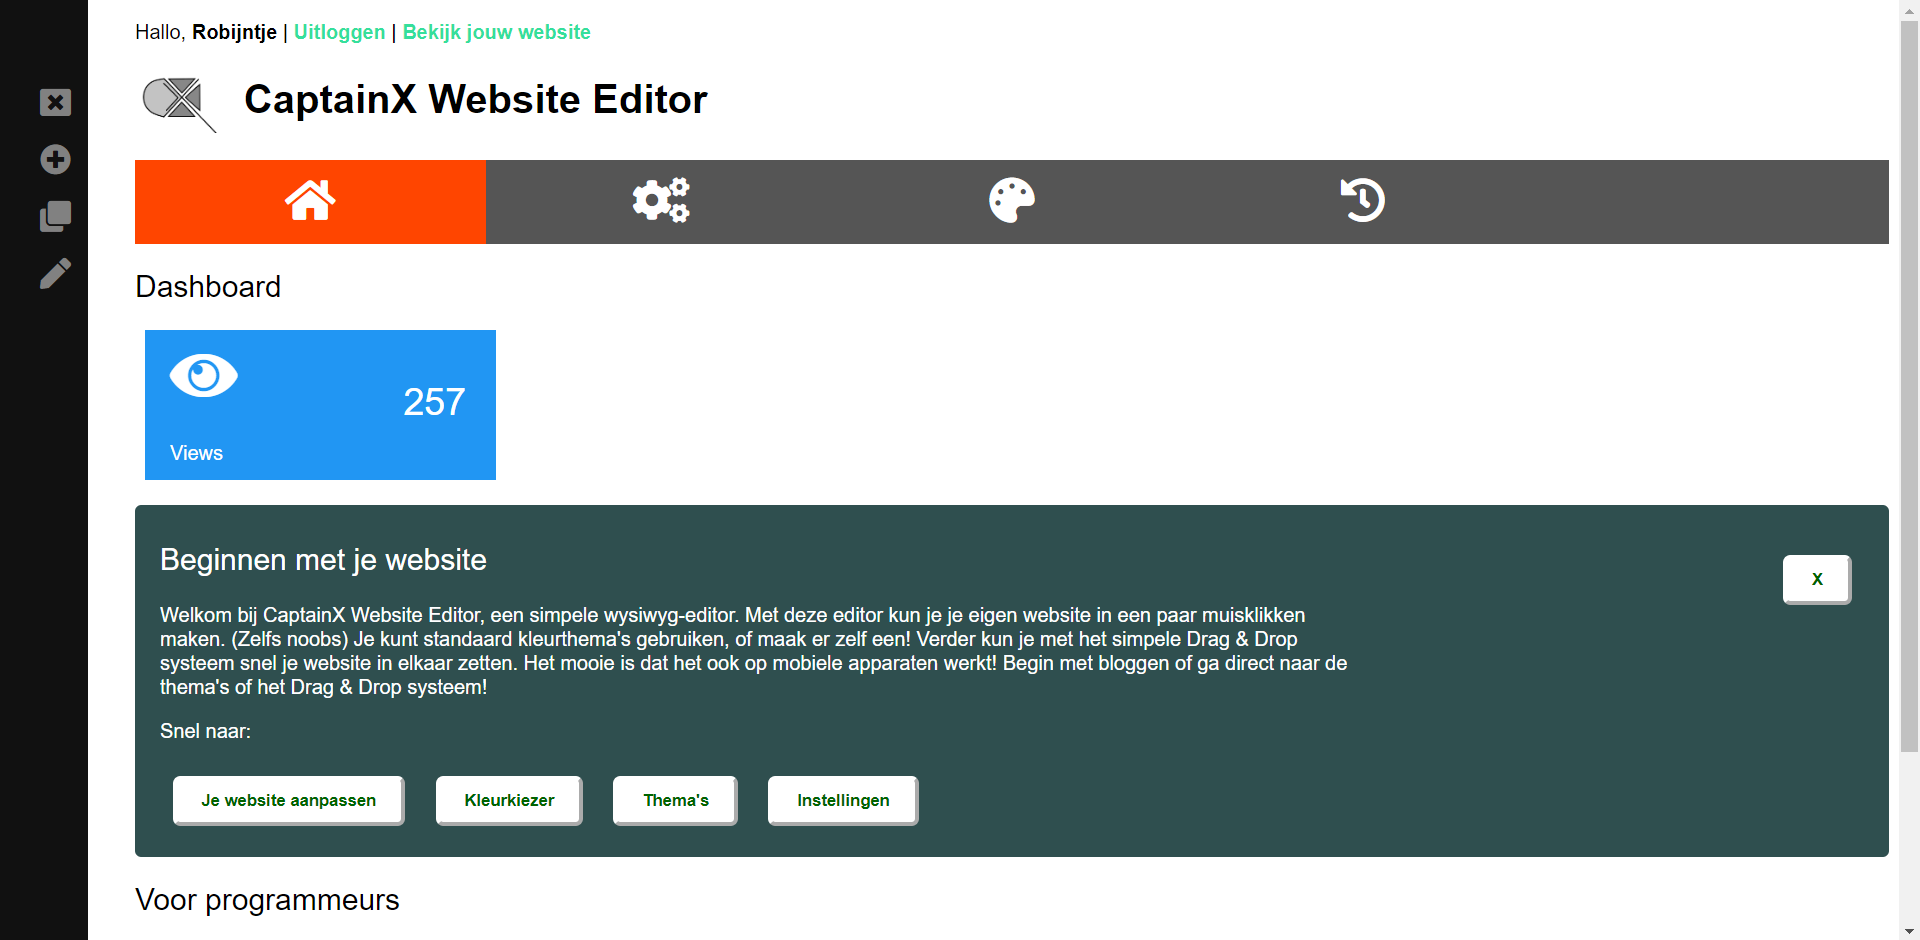 Hallo, Robijntje | Uitloggen | Bekijk jouw website
CaptainX Website Editor
Dashboard
257
Views
Beginnen met je website
X
Welkom bij CaptainX Website Editor, een simpele wysiwyg-editor. Met deze editor kun je je eigen website in een paar muisklikken
maken. (Zelfs noobs) Je kunt standaard kleurthema's gebruiken, of maak er zelf een! Verder kun je met het simpele Drag & Drop
systeem snel je website in elkaar zetten. Het mooie is dat het ook op mobiele apparaten werkt! Begin met bloggen of ga direct naar de
thema's of het Drag & Drop systeem!
Snel naar:
Je website aanpassen Kleurkiezer Thema's Instellingen
Voor programmeurs